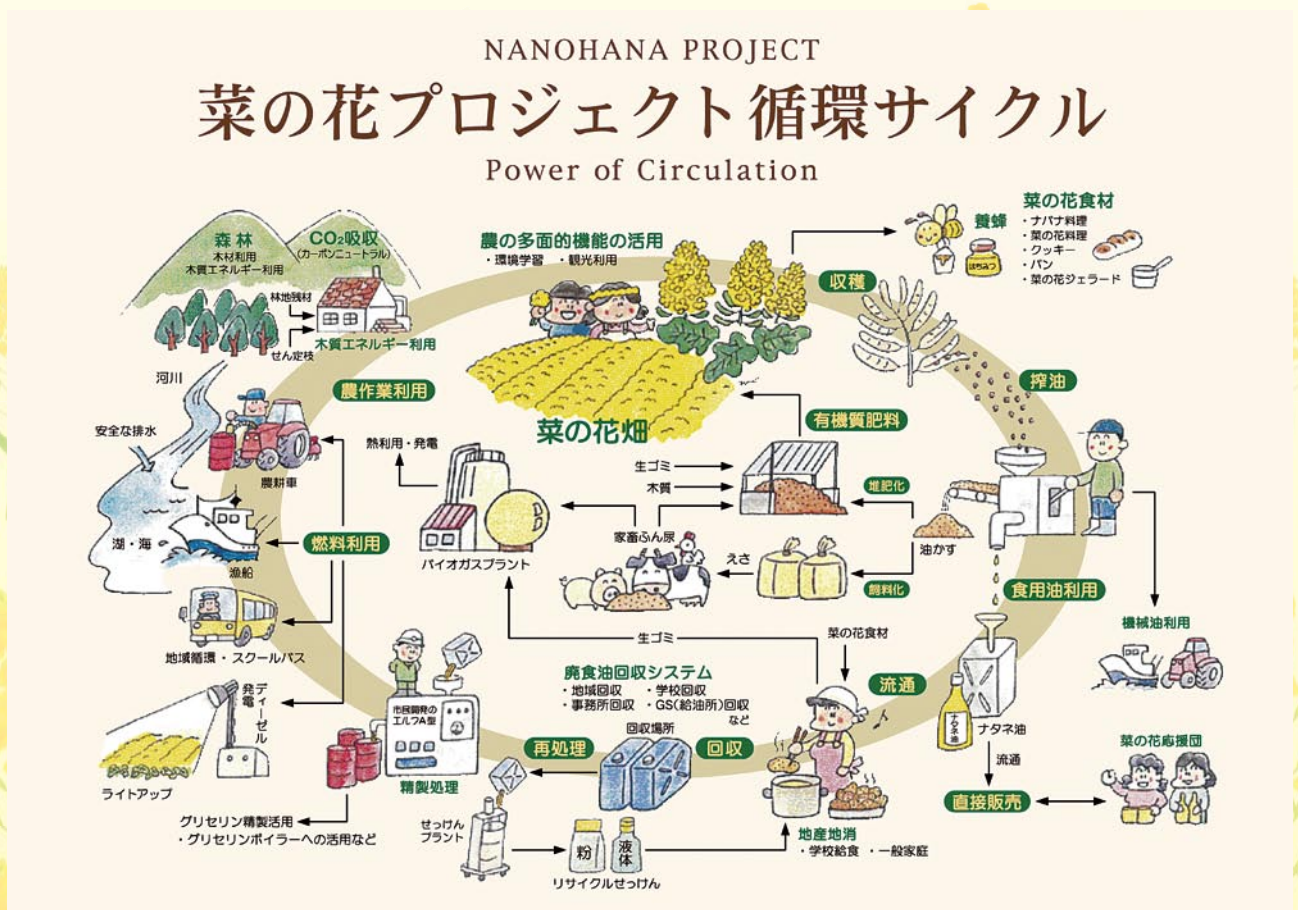 NANOHANA PROJECT
菜の花プロジェクト循環サイクル
Power of Circulation
森林
木材利用
木質エネルギー利用
CO₂吸収
(カーボンニュートラル)
林地残材
せん定枝
木質エネルギー利用
農の多面的機能の活用
・環境学習 ・観光利用
菜の花畑
養蜂
はちみつ
菜の花食材
・ナバナ料理
・菜の花料理
・クッキー
・パン
・菜の花ジェラード
収穫
搾油
河川
安全な排水
湖・海
農作業利用
農耕車
燃料利用
漁船
地域循環・スクールバス
ディーゼル
発電
ライトアップ
熱利用・発電
バイオガスプラント
有機質肥料
生ゴミ
木質
堆肥化
家畜ふん尿
えさ
飼料化
油かす
食用油利用
機械油利用
生ゴミ
菜の花食材
流通
ナタネ油
ナタネ油
流通
直接販売
菜の花応援団
廃食油回収システム
・地域回収 ・学校回収
・事務所回収 ・GS(給油所)回収
など
回収場所
再処理
回収
市民開発の
エルフA型
精製処理
グリセリン精製活用
・グリセリンボイラーへの活用など
せっけん
プラント
粉
液体
リサイクルせっけん
地産地消
・学校給食 ・一般家庭